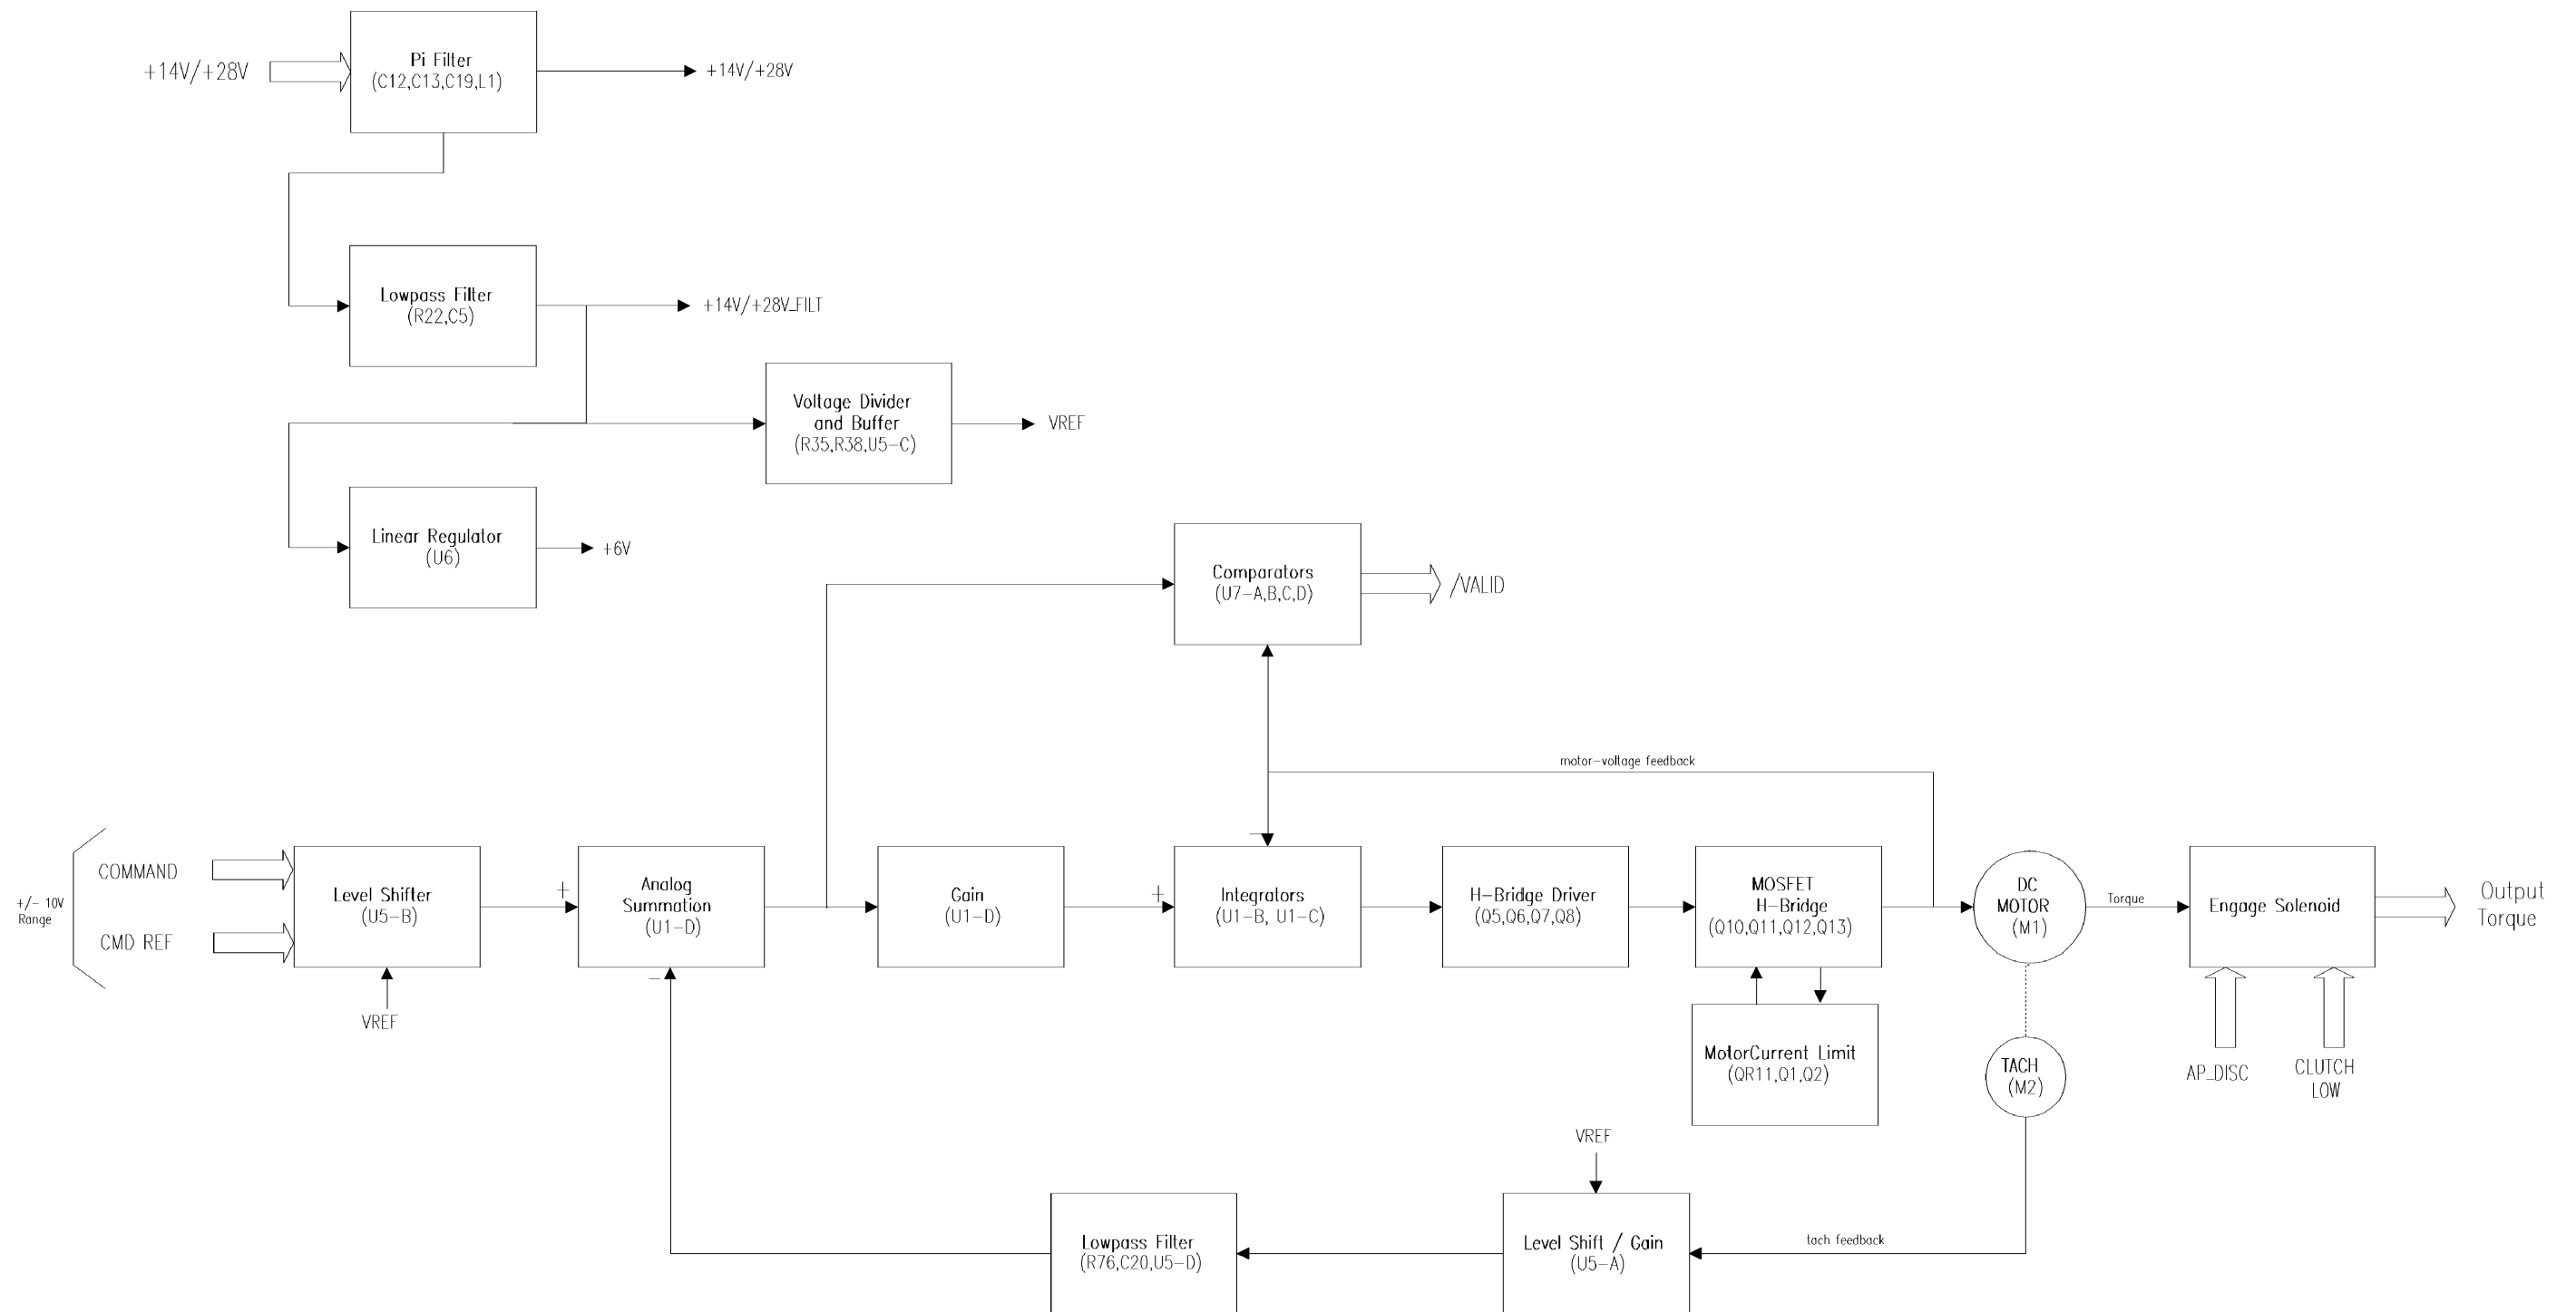 +14V/+28V
Pi Filter
(C12,C13,C19,L1)
+14V/+28V
Lowpass Filter
(R22,C5)
+14V/+28V_FILT
Voltage Divider
and Buffer
(R35,R38,U5-C)
VREF
Linear Regulator
(U6)
+6V
Comparators
(U7-A,B,C,D)
/VALID
motor-voltage feedback
+/- 10V
Range
COMMAND
CMD REF
Level Shifter
(U5-B)
VREF
+
Analog
Summation
(U1-D)
-
Gain
(U1-D)
+
-
Integrators
(U1-B, U1-C)
H-Bridge Driver
(Q5,Q6,Q7,Q8)
MOSFET
H-Bridge
(Q10,Q11,Q12,Q13)
MotorCurrent Limit
(QR11,Q1,Q2)
DC
MOTOR
(M1)
Torque
Engage Solenoid
Output
Torque
AP_DISC
CLUTCH
LOW
TACH
(M2)
tach feedback
VREF
Level Shift / Gain
(U5-A)
Lowpass Filter
(R76,C20,U5-D)